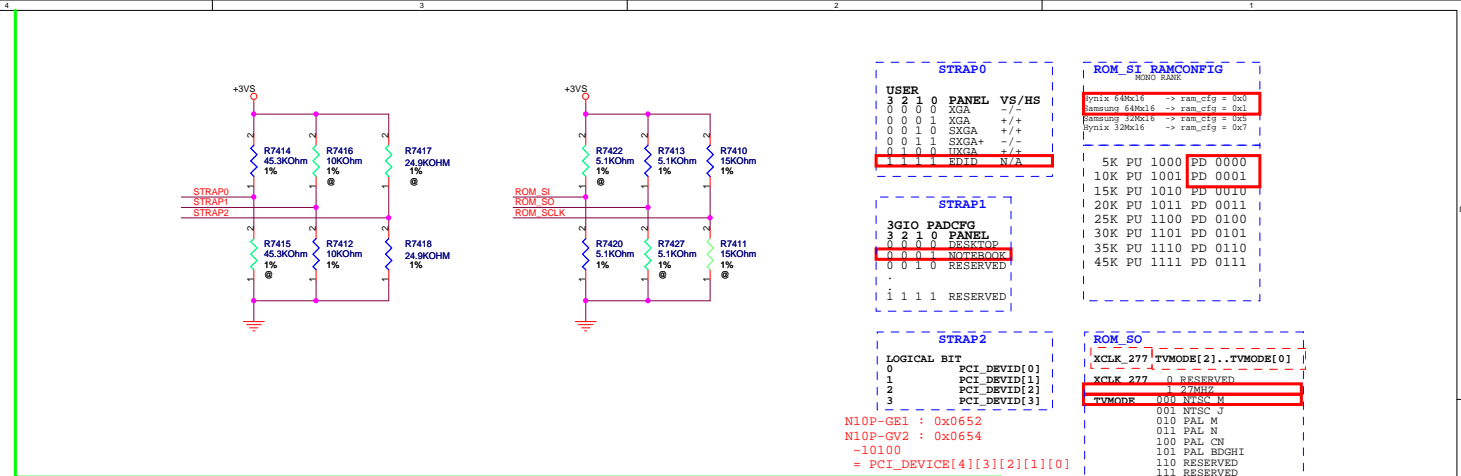 4 3 2 1
+3VS
R7414
45.3KOhm
1%
R7416
10KOhm
1%
@
R7417
24.9KOHM
1%
@
STRAP0
STRAP1
STRAP2
R7415
45.3KOhm
1%
@
R7412
10KOhm
1%
R7418
24.9KOHM
1%
+3VS
R7422
5.1KOhm
1%
@
R7413
5.1KOhm
1%
R7410
15KOhm
1%
ROM_SI
ROM_SO
ROM_SCLK
R7420
5.1KOhm
1%
R7427
5.1KOhm
1%
@
R7411
15KOhm
1%
@
STRAP0
USER
3 2 1 0 PANEL VS/HS
0 0 0 0 XGA -/-
0 0 0 1 XGA +/+
0 0 1 0 SXGA +/+
0 0 1 1 SXGA+ -/-
0 1 0 0 UXGA +/+
1 1 1 1 EDID N/A
STRAP1
3GIO PADCFG
3 2 1 0 PANEL
0 0 0 0 DESKTOP
0 0 0 1 NOTEBOOK
0 0 1 0 RESERVED
.
.
1 1 1 1 RESERVED
STRAP2
LOGICAL BIT
0 PCI_DEVID[0]
1 PCI_DEVID[1]
2 PCI_DEVID[2]
3 PCI_DEVID[3]
N10P-GE1 : 0x0652
N10P-GV2 : 0x0654
~10100
= PCI_DEVICE[4][3][2][1][0]
ROM_SI RAMCONFIG
MONO RANK
Hynix 64Mx16 -> ram_cfg = 0x0
Samsung 64Mx16 -> ram_cfg = 0x1
Samsung 32Mx16 -> ram_cfg = 0x5
Hynix 32Mx16 -> ram_cfg = 0x7
5K PU 1000 PD 0000
10K PU 1001 PD 0001
15K PU 1010 PD 0010
20K PU 1011 PD 0011
25K PU 1100 PD 0100
30K PU 1101 PD 0101
35K PU 1110 PD 0110
45K PU 1111 PD 0111
ROM_SO
XCLK_277 TVMODE[2]..TVMODE[0]
XCLK_277 0 RESERVED
1 27MHZ
TVMODE 000 NTSC M
001 NTSC J
010 PAL M
011 PAL N
100 PAL CN
101 PAL BDGHI
110 RESERVED
111 RESERVED